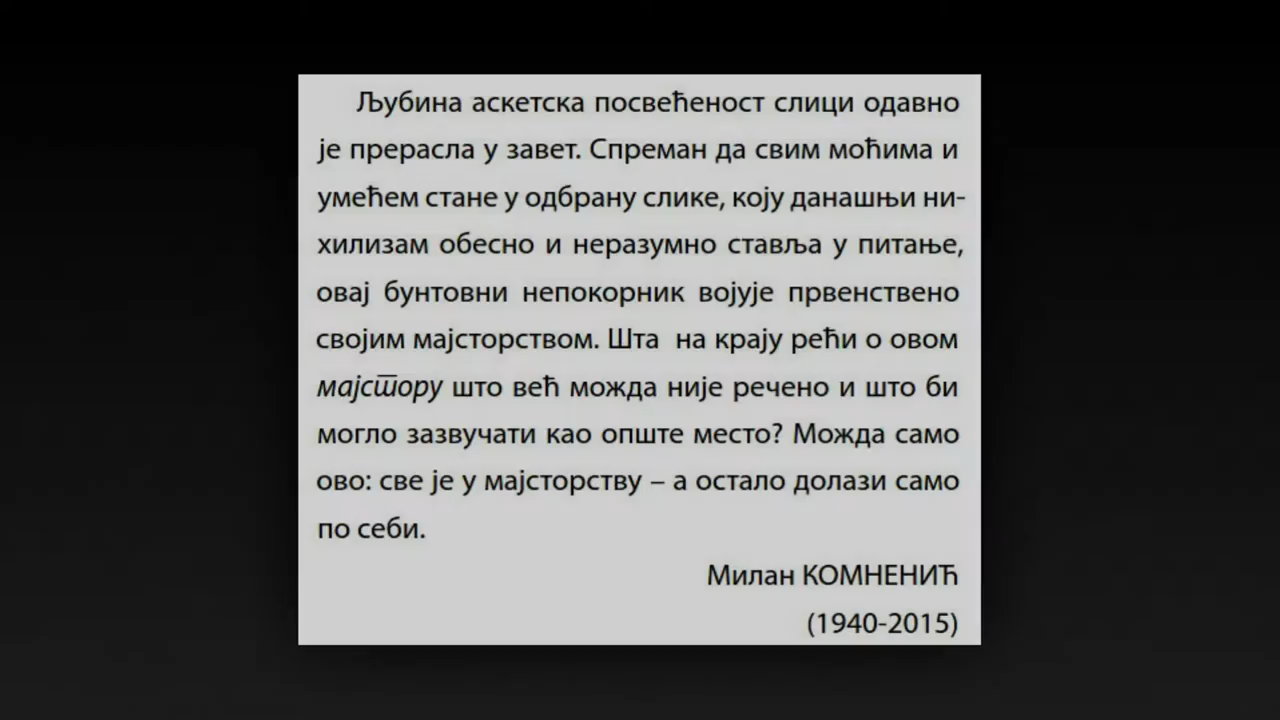 Љубина аскетска посвећеност слици одавно
је прерасла у завет. Спреман да свим моћима и
умећем стане у одбрану слике, коју данашњи ни-
хилизам обесно и неразумно ставља у питање,
овај бунтовни непокорник војује првенствено
својим мајсторством. Шта  на крају рећи о овом
мајстору што већ можда није речено и што би
могло зазвучати као опште место? Можда само
ово: све је у мајсторству – а остало долази само
по себи.
Милан КОМНЕНИЋ
(1940-2015)